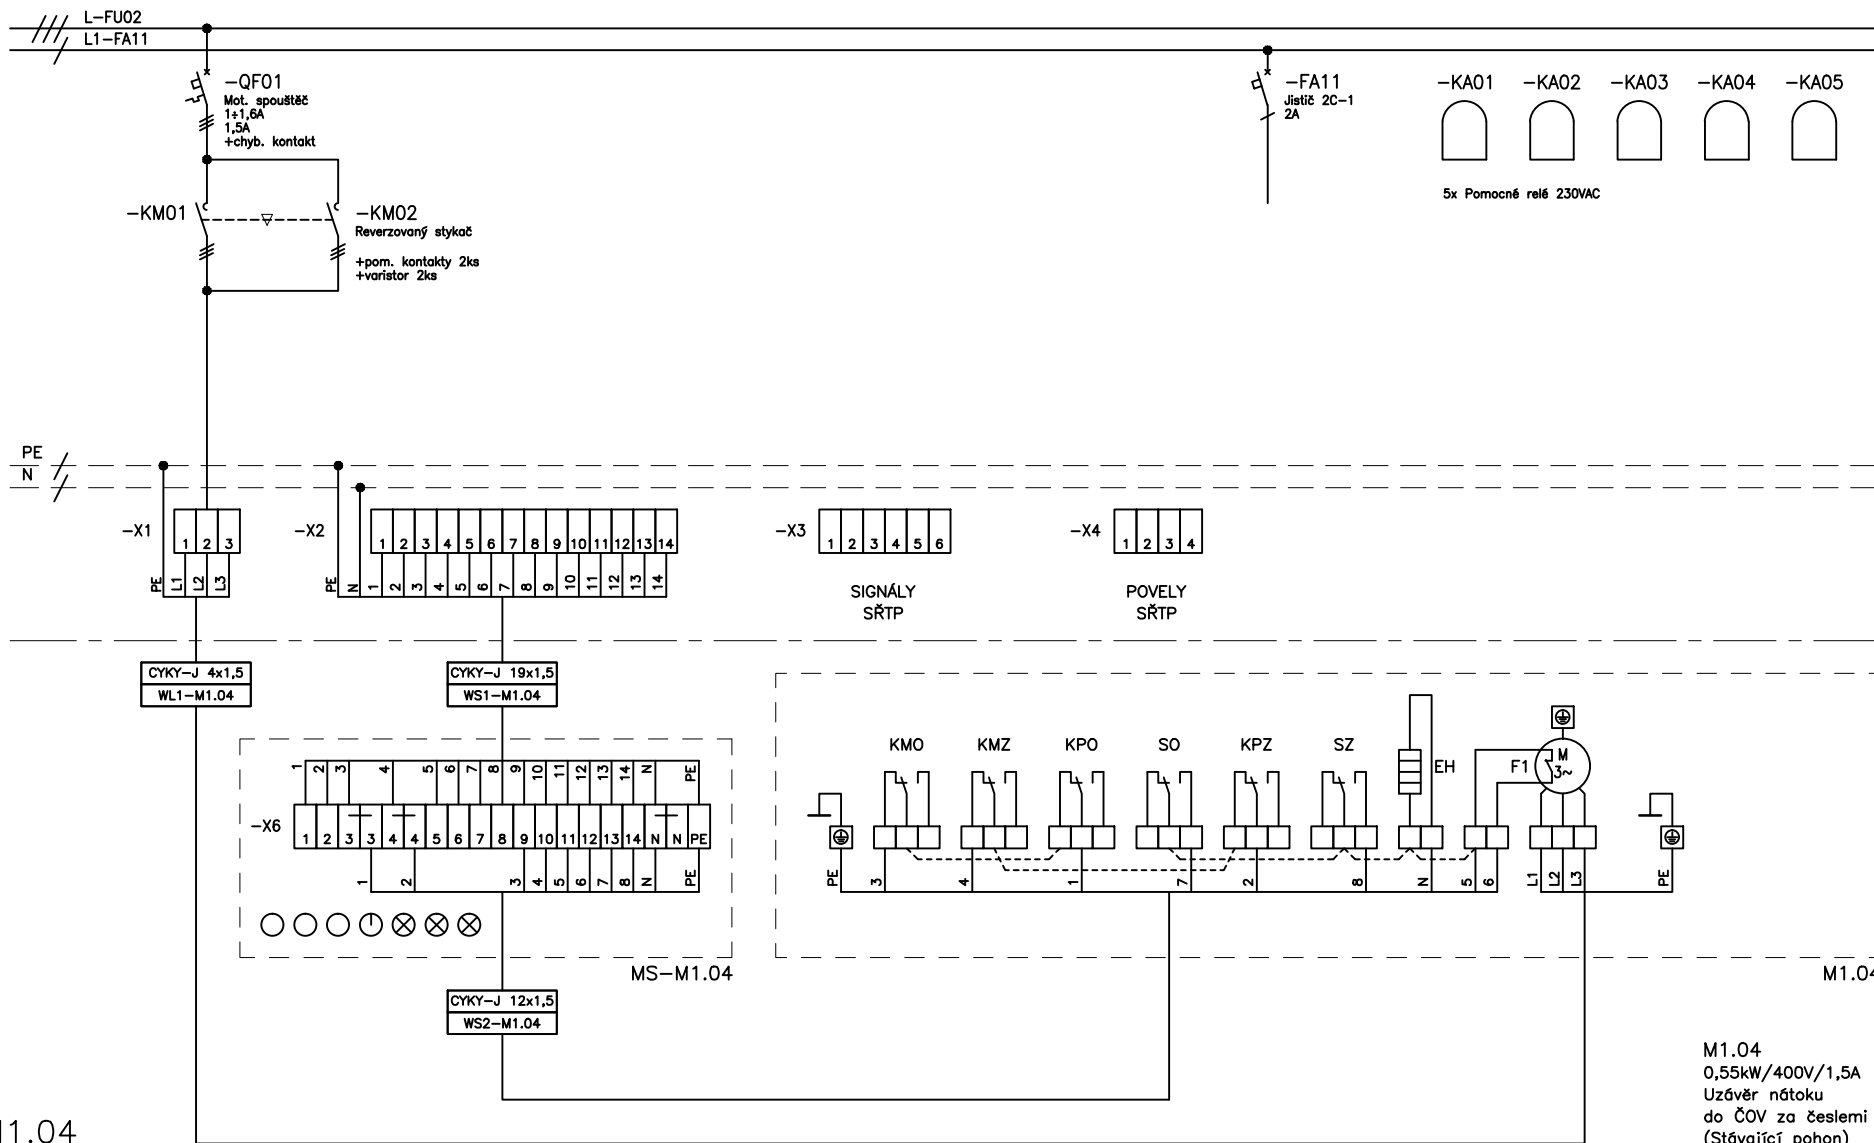 L-FU02
L1-FA11
-QF01
Mot. spouštěč
1÷1,6A
1,5A
+chyb. kontakt
-FA11
Jistič 2C-1
2A
-KA01 -KA02 -KA03 -KA04 -KA05
5x Pomocné relé 230VAC
-KM01
-KM02
Reverzovaný stykač
+pom. kontakty 2ks
+varistor 2ks
PE
N
-X1
1 2 3
PE L1 L2 L3
-X2
1 2 3 4 5 6 7 8 9 10 11 12 13 14
PE N 1 2 3 4 5 6 7 8 9 10 11 12 13 14
-X3
1 2 3 4 5 6
SIGNÁLY
SŘTP
-X4
1 2 3 4
POVELY
SŘTP
CYKY-J 4x1,5
WL1-M1.04
CYKY-J 19x1,5
WS1-M1.04
1 2 3 4 5 6 7 8 9 10 11 12 13 14 N PE
-X6
1 2 3 3 4 4 5 6 7 8 9 10 11 12 13 14 N N PE
1 2 3 4 5 6 7 8 N PE
MS-M1.04
KMO KMZ KPO SO KPZ SZ
EH
F1
M
3~
PE 3 4 1 7 2 8 N 5 6 L1 L2 L3 PE
M1.04
CYKY-J 12x1,5
WS2-M1.04
M1.04
0,55kW/400V/1,5A
Uzávěr nátoku
do ČOV za česlemi
(Stávající pohon)
11.04